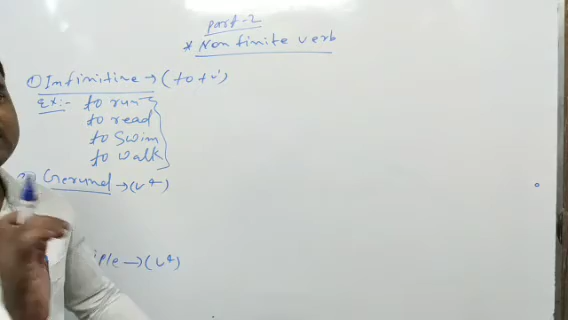 Part-2
* Non finite verb
① Infinitive → (to + v¹)
Ex:- to run
to read
to swim
to walk
Gerund → (v⁴)
iple → (v⁴)